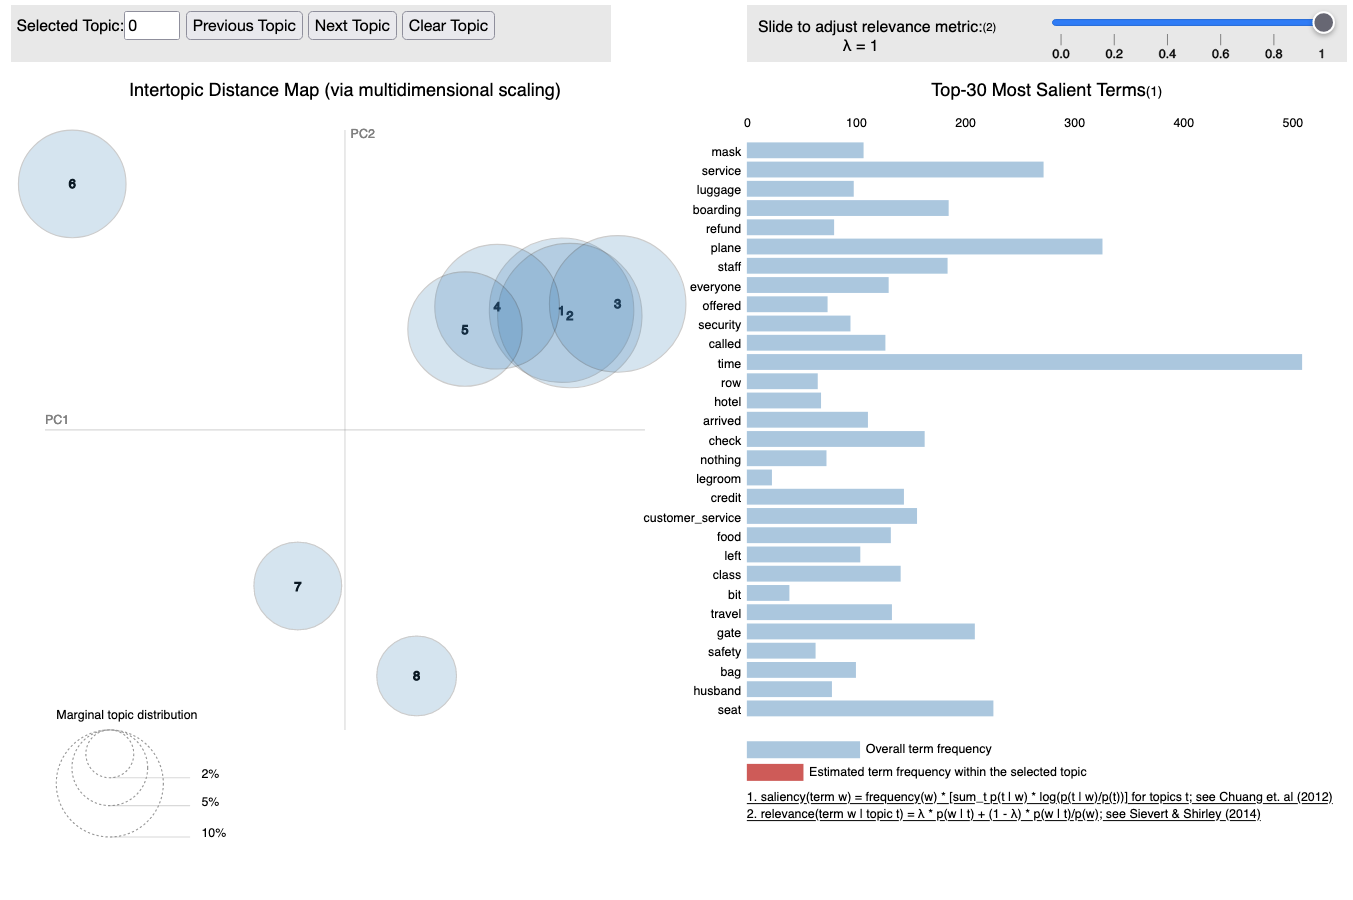 Selected Topic: 0 Previous Topic Next Topic Clear Topic
Slide to adjust relevance metric:(2)
λ = 1
0.0 0.2 0.4 0.6 0.8 1
Intertopic Distance Map (via multidimensional scaling)
PC2
PC1
6
5
4
1
2
3
7
8
Marginal topic distribution
2%
5%
10%
Top-30 Most Salient Terms(1)
0 100 200 300 400 500
mask
service
luggage
boarding
refund
plane
staff
everyone
offered
security
called
time
row
hotel
arrived
check
nothing
legroom
credit
customer_service
food
left
class
bit
travel
gate
safety
bag
husband
seat
Overall term frequency
Estimated term frequency within the selected topic
1. saliency(term w) = frequency(w) * [sum_t p(t | w) * log(p(t | w)/p(t))] for topics t; see Chuang et. al (2012)
2. relevance(term w | topic t) = λ * p(w | t) + (1 - λ) * p(w | t)/p(w); see Sievert & Shirley (2014)